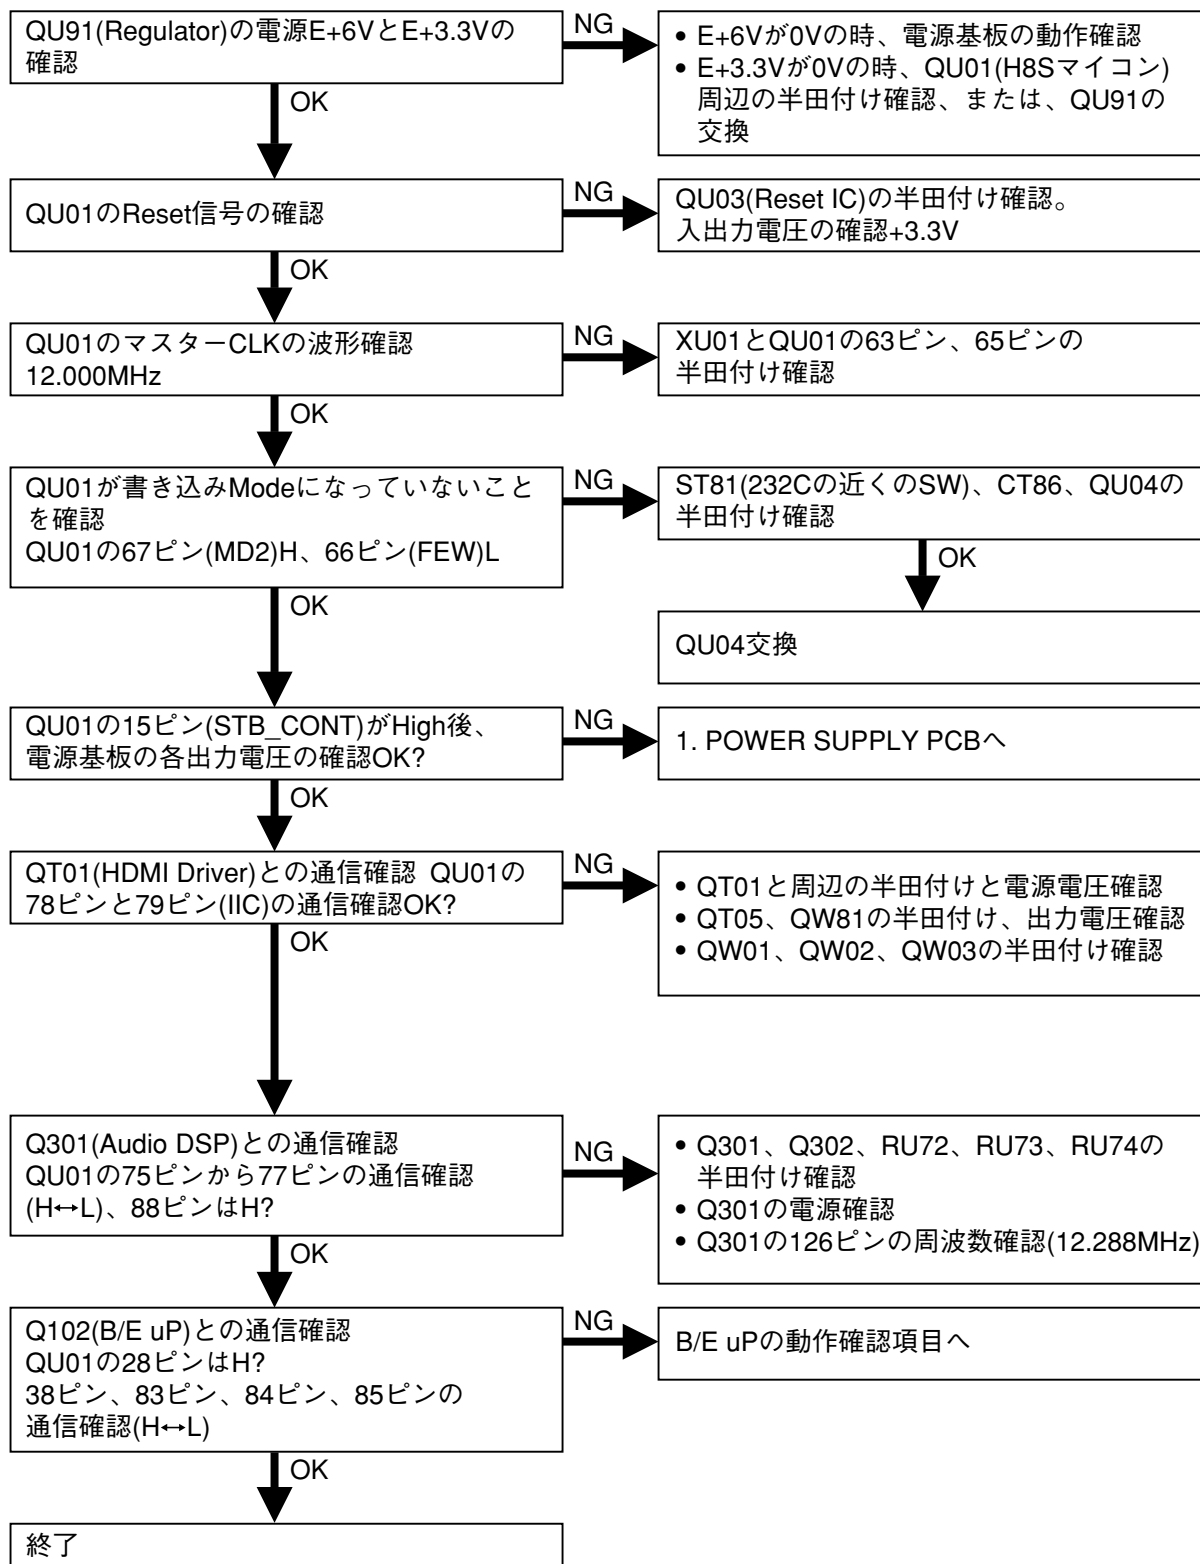 QU91(Regulator)の電源E+6VとE+3.3Vの
確認
NG
• E+6Vが0Vの時、電源基板の動作確認
• E+3.3Vが0Vの時、QU01(H8Sマイコン)
周辺の半田付け確認、または、QU91の
交換
OK
QU01のReset信号の確認
NG
QU03(Reset IC)の半田付け確認。
入出力電圧の確認+3.3V
OK
QU01のマスターCLKの波形確認
12.000MHz
NG
XU01とQU01の63ピン、65ピンの
半田付け確認
OK
QU01が書き込みModeになっていないこと
を確認
QU01の67ピン(MD2)H、66ピン(FEW)L
NG
ST81(232Cの近くのSW)、CT86、QU04の
半田付け確認
OK
QU04交換
OK
QU01の15ピン(STB_CONT)がHigh後、
電源基板の各出力電圧の確認OK?
NG
1. POWER SUPPLY PCBへ
OK
QT01(HDMI Driver)との通信確認 QU01の
78ピンと79ピン(IIC)の通信確認OK?
NG
• QT01と周辺の半田付けと電源電圧確認
• QT05、QW81の半田付け、出力電圧確認
• QW01、QW02、QW03の半田付け確認
OK
Q301(Audio DSP)との通信確認
QU01の75ピンから77ピンの通信確認
(H↔L)、88ピンはH?
NG
• Q301、Q302、RU72、RU73、RU74の
半田付け確認
• Q301の電源確認
• Q301の126ピンの周波数確認(12.288MHz)
OK
Q102(B/E uP)との通信確認
QU01の28ピンはH?
38ピン、83ピン、84ピン、85ピンの
通信確認(H↔L)
NG
B/E uPの動作確認項目へ
OK
終了